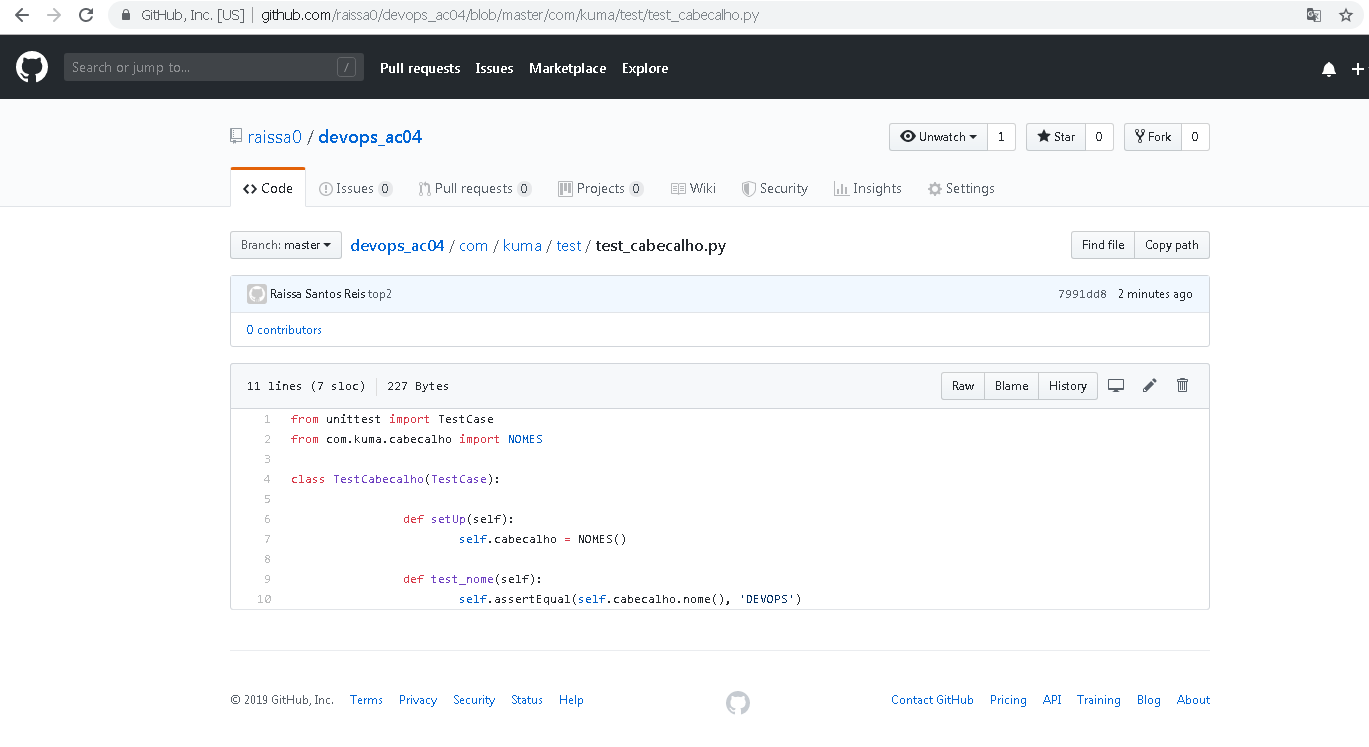 GitHub, Inc. [US] | github.com/raissa0/devops_ac04/blob/master/com/kuma/test/test_cabecalho.py
Search or jump to... / Pull requests Issues Marketplace Explore
raissa0 / devops_ac04 Unwatch 1 Star 0 Fork 0
Code Issues 0 Pull requests 0 Projects 0 Wiki Security Insights Settings
Branch: master devops_ac04 / com / kuma / test / test_cabecalho.py Find file Copy path
Raissa Santos Reis top2 7991dd8 2 minutes ago
0 contributors
11 lines (7 sloc) 227 Bytes Raw Blame History
1 from unittest import TestCase
2 from com.kuma.cabecalho import NOMES
3
4 class TestCabecalho(TestCase):
5
6 def setUp(self):
7 self.cabecalho = NOMES()
8
9 def test_nome(self):
10 self.assertEqual(self.cabecalho.nome(), 'DEVOPS')
© 2019 GitHub, Inc. Terms Privacy Security Status Help Contact GitHub Pricing API Training Blog About